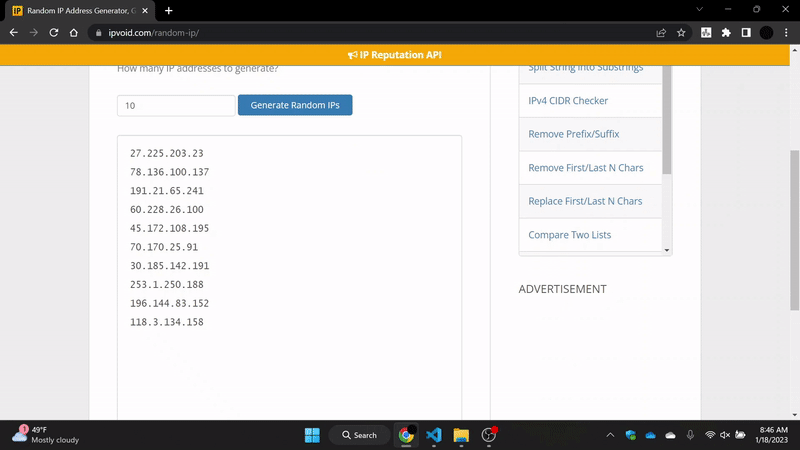 Random IP Address Generator, G
ipvoid.com/random-ip/
IP Reputation API
How many IP addresses to generate?
10
Generate Random IPs
27.225.203.23
78.136.100.137
191.21.65.241
60.228.26.100
45.172.108.195
70.170.25.91
30.185.142.191
253.1.250.188
196.144.83.152
118.3.134.158
Split String into Substrings
IPv4 CIDR Checker
Remove Prefix/Suffix
Remove First/Last N Chars
Replace First/Last N Chars
Compare Two Lists
ADVERTISEMENT
1
49°F
Mostly cloudy
Search
8:46 AM
1/18/2023